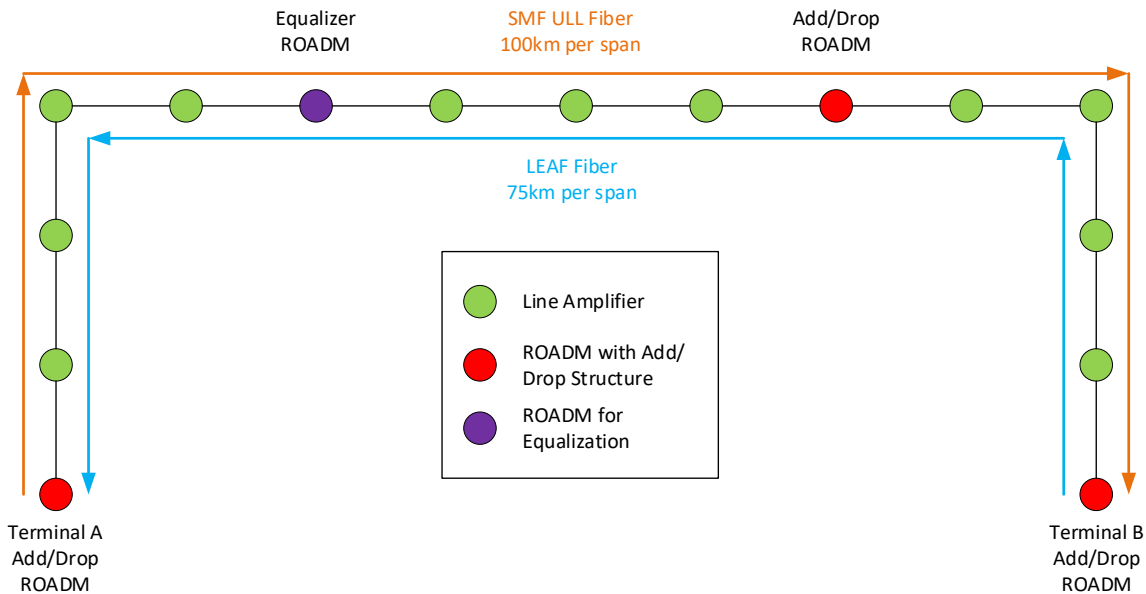 Equalizer
ROADM
SMF ULL Fiber
100km per span
Add/Drop
ROADM
LEAF Fiber
75km per span
Line Amplifier
ROADM with Add/
Drop Structure
ROADM for
Equalization
Terminal A
Add/Drop
ROADM
Terminal B
Add/Drop
ROADM